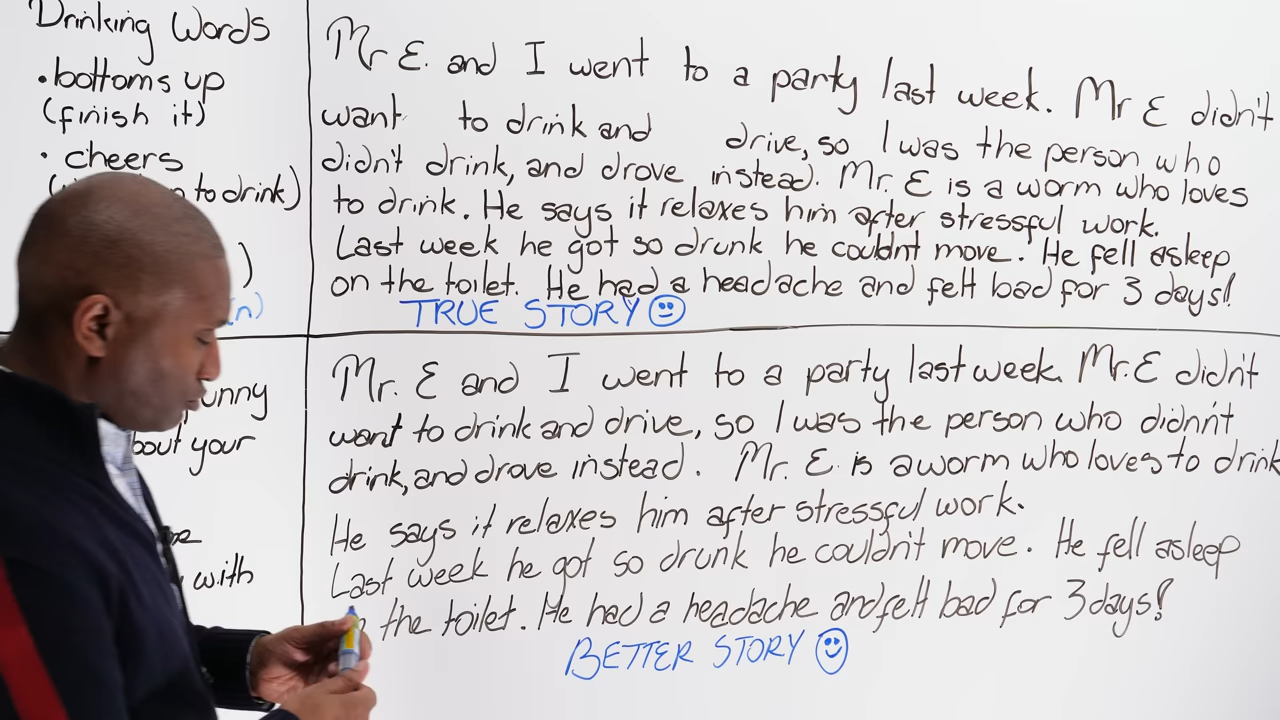 Drinking Words
• bottoms up
(finish it)
• cheers
to drink)
)
n)
unny
bout your
with
Mr E. and I went to a party last week. Mr E didn't
want to drink and drive, so I was the person who
didn't drink, and drove instead. Mr. E is a worm who loves
to drink. He says it relaxes him after stressful work.
Last week he got so drunk he couldnt move. He fell asleep
on the toilet. He had a headache and felt bad for 3 days!
TRUE STORY
Mr. E and I went to a party last week. Mr. E didn't
want to drink and drive, so I was the person who didnn't
drink, and drove instead. Mr. E is a worm who loves to drink
He says it relaxes him after stressful work.
Last week he got so drunk he couldn't move. He fell asleep
the toilet. He had a headache and felt bad for 3 days!
BETTER STORY